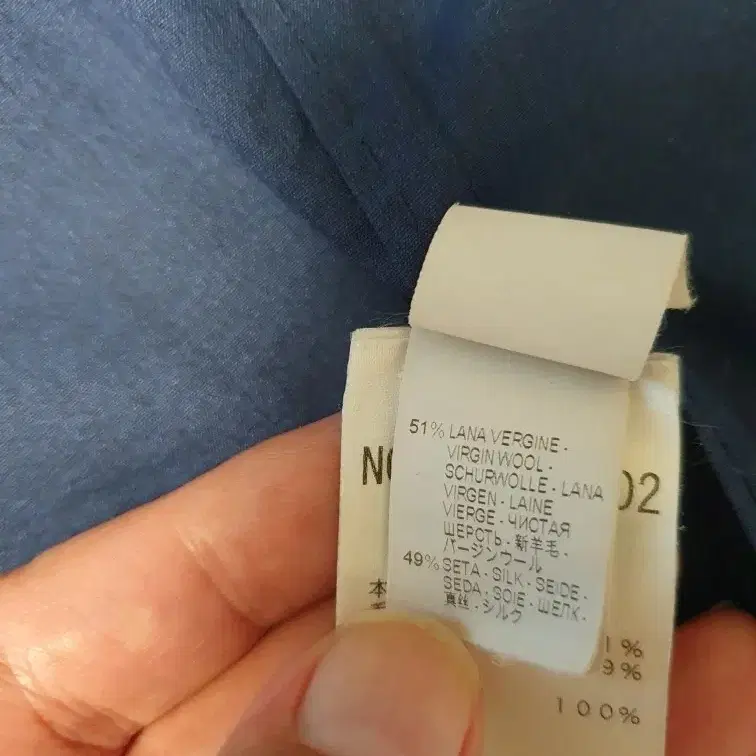 51% LANA VERGINE ·
VIRGIN WOOL ·
SCHURWOLLE · LANA
VIRGEN · LAINE
VIERGE · ЧИСТАЯ
ШЕРСТЬ · 新羊毛 ·
バージンウール
49% SETA · SILK · SEIDE ·
SEDA · SOIE · ШЕЛК ·
真丝 · シルク
02
本
1%
9%
100%